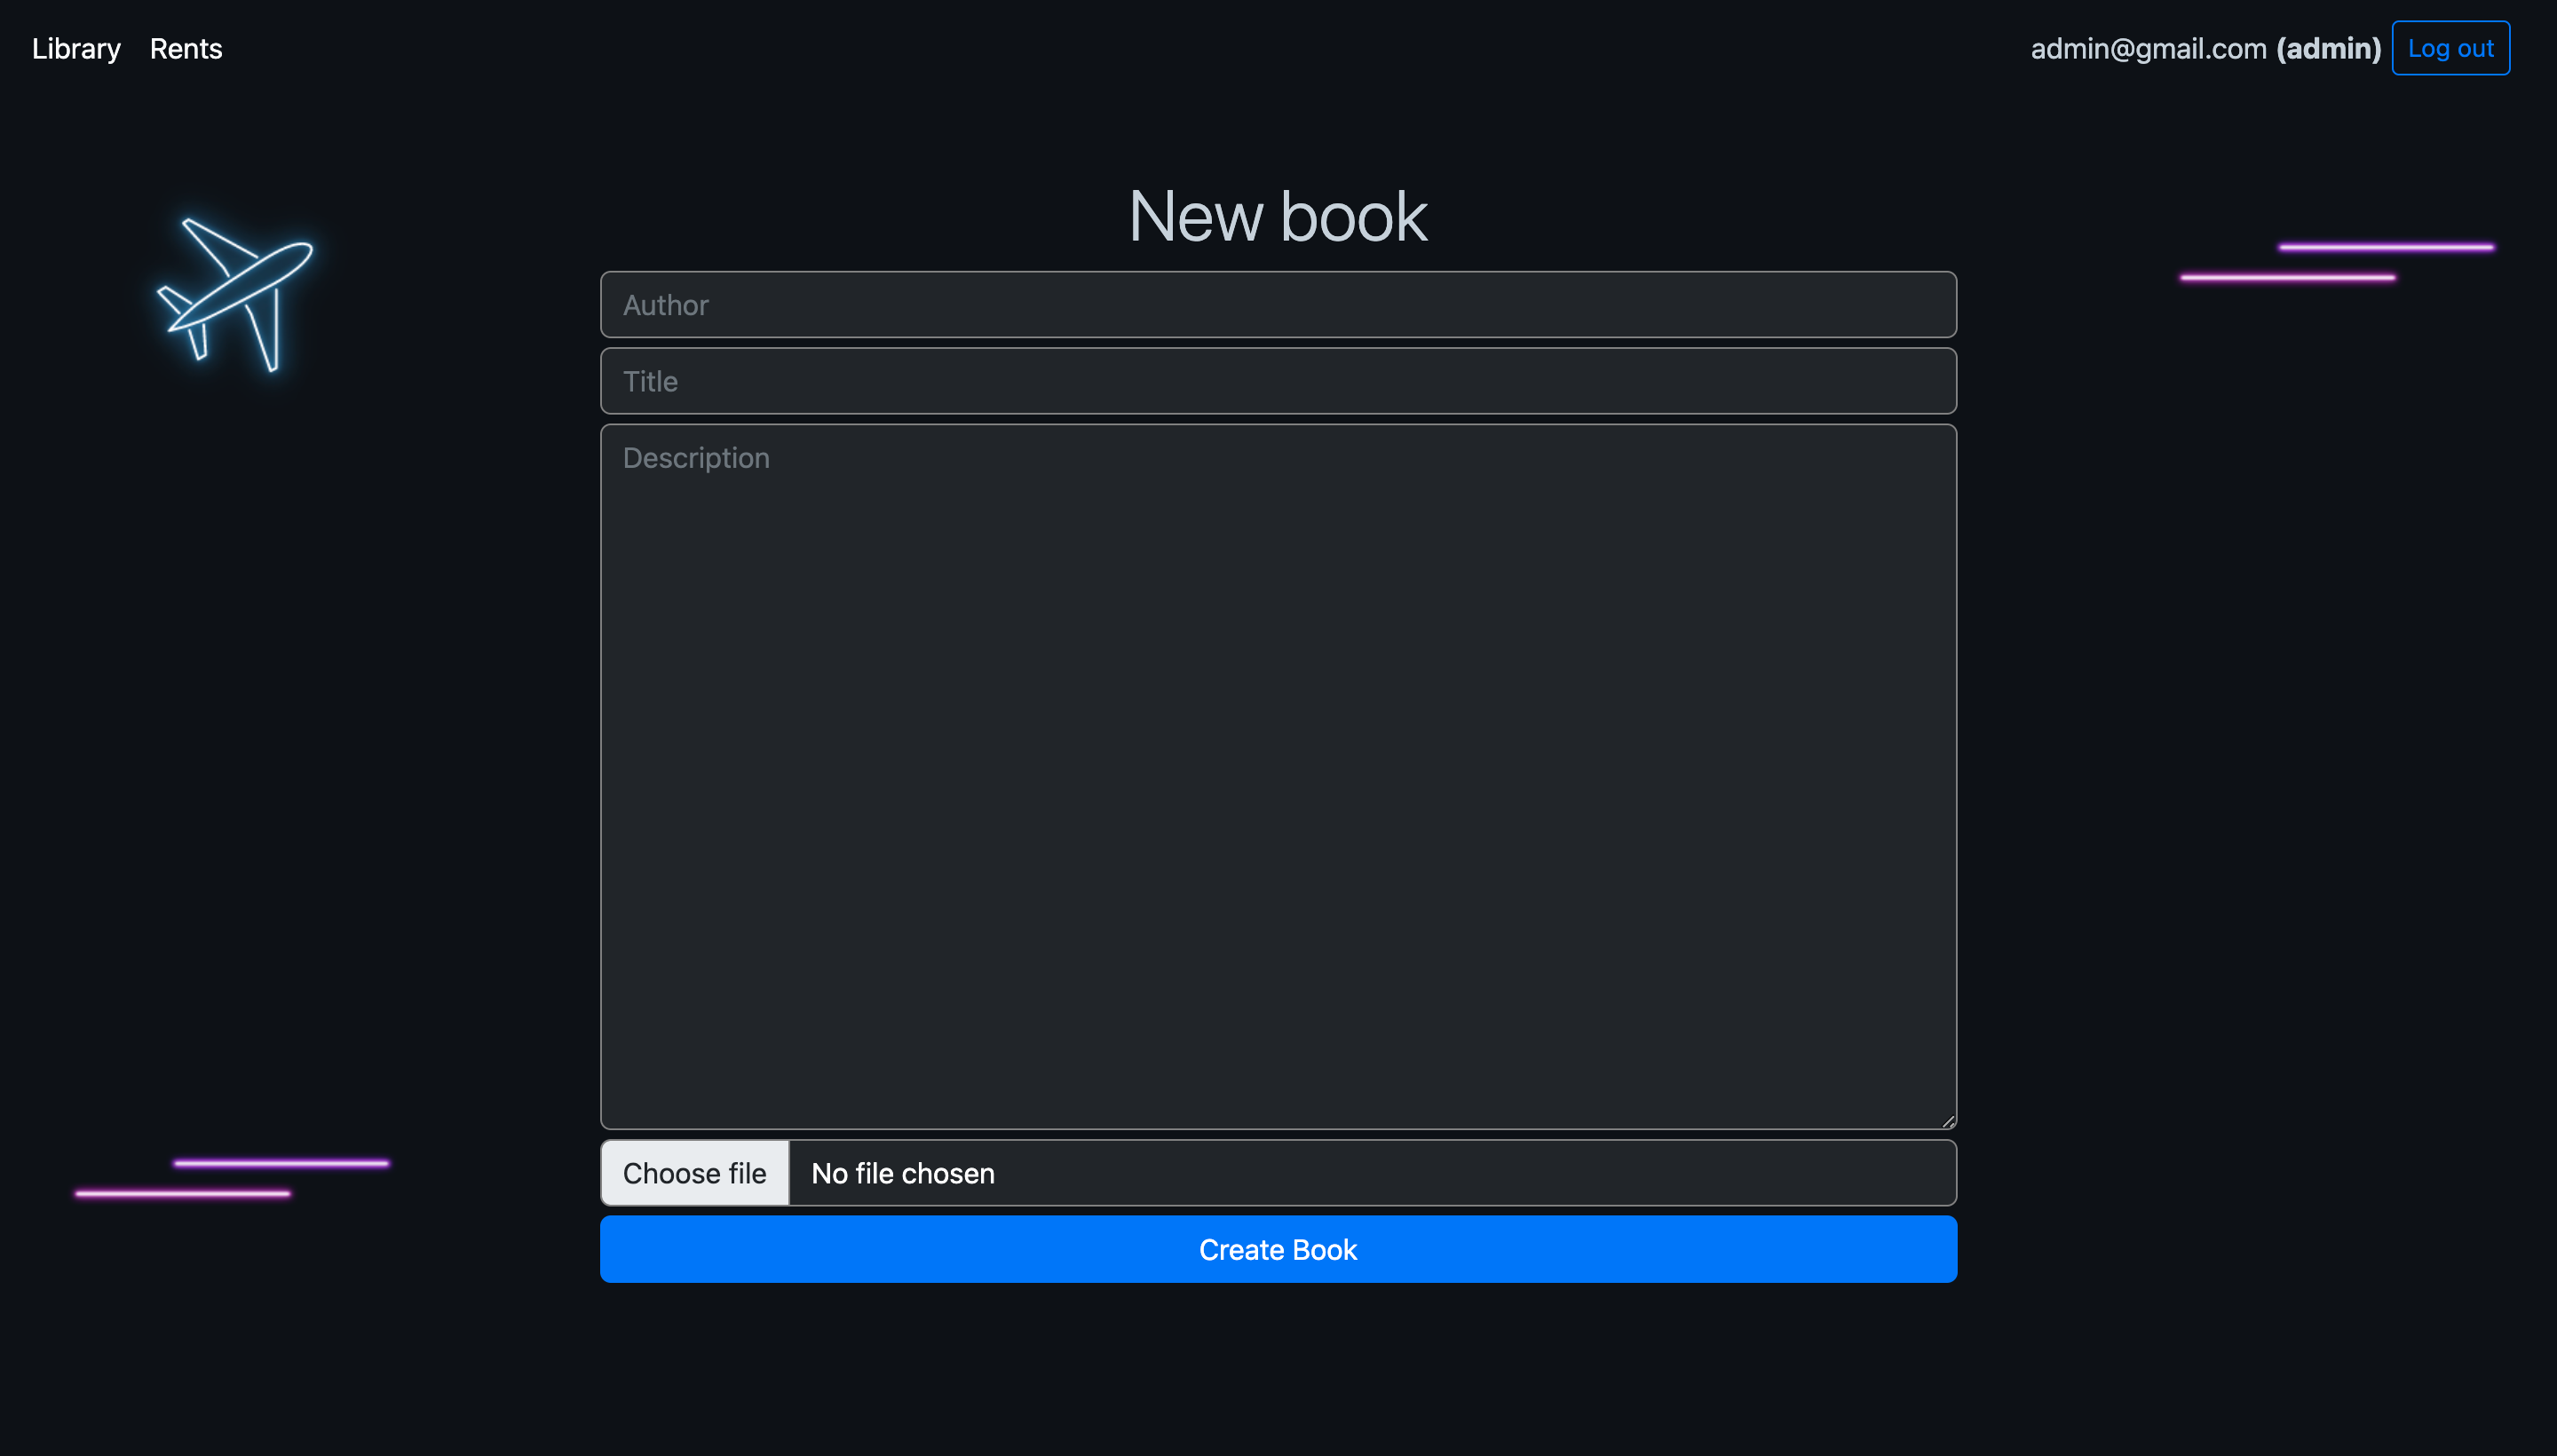 Library Rents admin@gmail.com (admin) Log out
New book
Author
Title
Description
Choose file No file chosen
Create Book